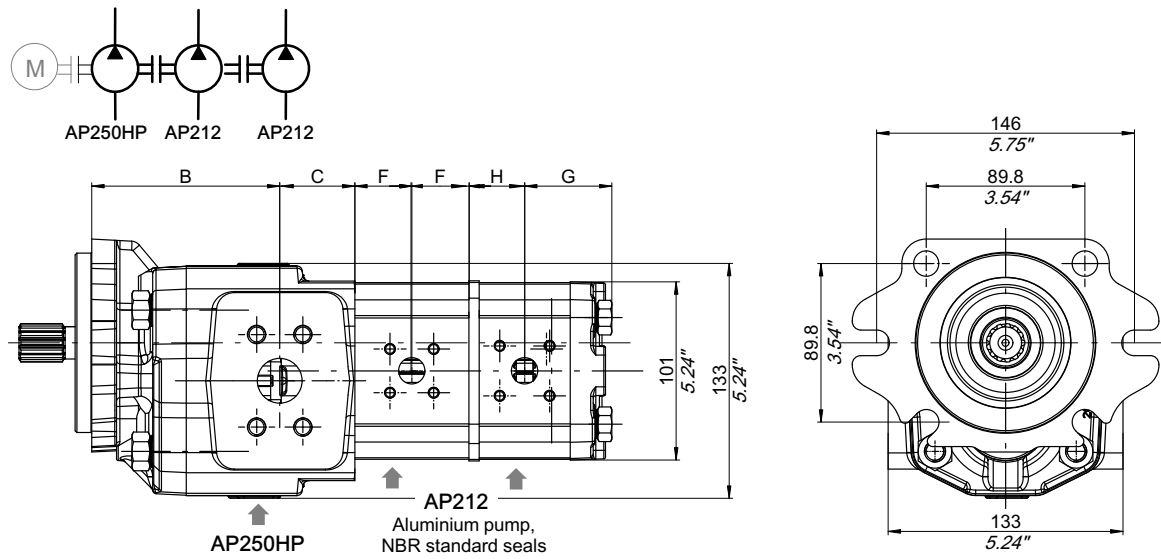 M
AP250HP AP212 AP212
B C F F H G
101
5.24"
133
5.24"
AP212
Aluminium pump,
NBR standard seals
AP250HP
146
5.75"
89.8
3.54"
89.8
3.54"
2
133
5.24"